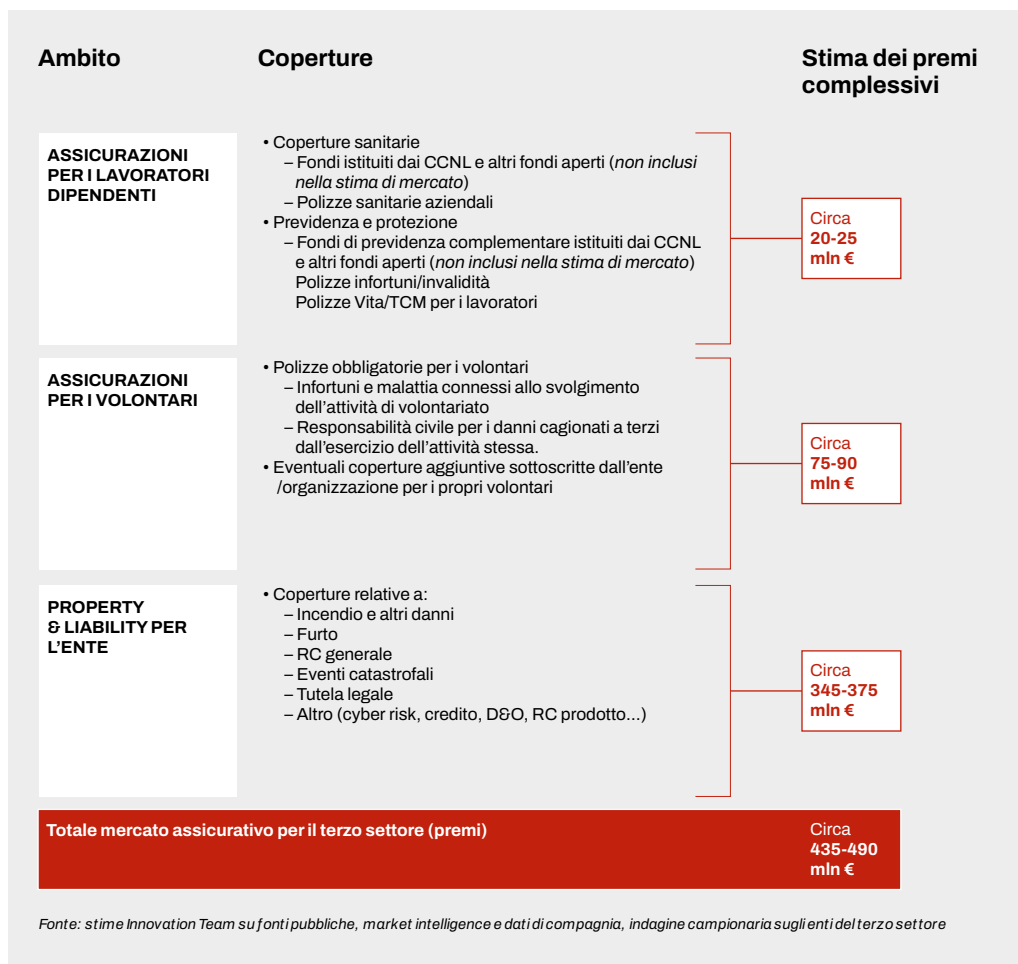 Ambito
Coperture
Stima dei premi
complessivi
ASSICURAZIONI
PER I LAVORATORI
DIPENDENTI
• Coperture sanitarie
– Fondi istituiti dai CCNL e altri fondi aperti (non inclusi
nella stima di mercato)
– Polizze sanitarie aziendali
• Previdenza e protezione
– Fondi di previdenza complementare istituiti dai CCNL
e altri fondi aperti (non inclusi nella stima di mercato)
Polizze infortuni/invalidità
Polizze Vita/TCM per i lavoratori
Circa
20-25
mln €
ASSICURAZIONI
PER I VOLONTARI
• Polizze obbligatorie per i volontari
– Infortuni e malattia connessi allo svolgimento
dell’attività di volontariato
– Responsabilità civile per i danni cagionati a terzi
dall’esercizio dell’attività stessa.
• Eventuali coperture aggiuntive sottoscritte dall’ente
/organizzazione per i propri volontari
Circa
75-90
mln €
PROPERTY
& LIABILITY PER
L’ENTE
• Coperture relative a:
– Incendio e altri danni
– Furto
– RC generale
– Eventi catastrofali
– Tutela legale
– Altro (cyber risk, credito, D&O, RC prodotto...)
Circa
345-375
mln €
Totale mercato assicurativo per il terzo settore (premi)
Circa
435-490
mln €
Fonte: stime Innovation Team su fonti pubbliche, market intelligence e dati di compagnia, indagine campionaria sugli enti del terzo settore